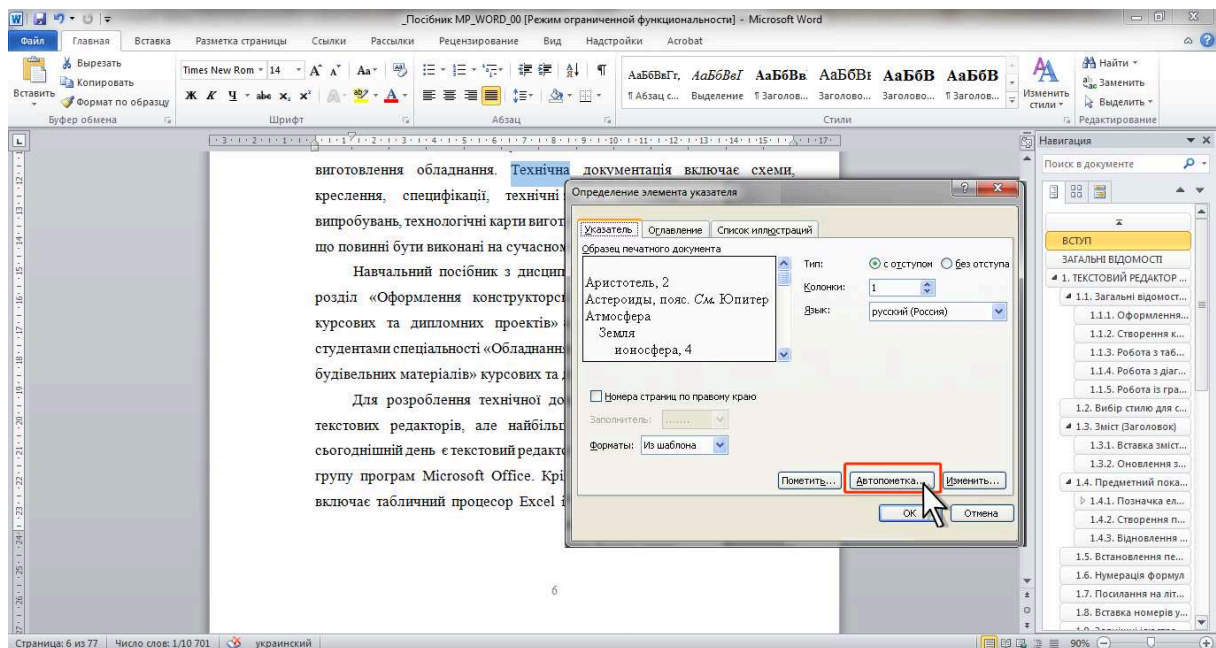 _Посібник MP_WORD_00 [Режим ограниченной функциональности] - Microsoft Word
Файл Главная Вставка Разметка страницы Ссылки Рассылки Рецензирование Вид Надстройки Acrobat
Вставить
Вырезать
Копировать
Формат по образцу
Буфер обмена
Times New Rom 14
Ж К Ч abc x, x²
Шрифт
Абзац
АаБбВвГг, АаБбВвГ АаБбВв АаБбВв АаБбВ АаБбВ
¶ Абзац с... Выделение ¶ Заголов... Заголово... Заголово... ¶ Заголов...
Стили
Изменить стили
Найти
Заменить
Выделить
Редактирование
виготовлення обладнання. Технічна документація включає схеми,
креслення, специфікації, технічні
випробувань, технологічні карти вигот
що повинні бути виконані на сучасном
Навчальний посібник з дисцип
розділ «Оформлення конструкторсь
курсових та дипломних проектів»
студентами спеціальності «Обладнання
будівельних матеріалів» курсових та
Для розроблення технічної до
текстових редакторів, але найбільш
сьогоднішній день є текстовий редакто
групу програм Microsoft Office. Крі
включає табличний процесор Excel і
6
Определение элемента указателя
Указатель Оглавление Список иллюстраций
Образец печатного документа
Аристотель, 2
Астероиды, пояс. См. Юпитер
Атмосфера
Земля
ионосфера, 4
Тип: с отступом без отступа
Колонки: 1
Язык: русский (Россия)
Номера страниц по правому краю
Заполнитель: .......
Форматы: Из шаблона
Пометить... Автопометка... Изменить...
ОК Отмена
Навигация
Поиск в документе
ВСТУП
ЗАГАЛЬНІ ВІДОМОСТІ
1. ТЕКСТОВИЙ РЕДАКТОР ...
1.1. Загальні відомост...
1.1.1. Оформлення...
1.1.2. Створення к...
1.1.3. Робота з таб...
1.1.4. Робота з діаг...
1.1.5. Робота із гра...
1.2. Вибір стилю для с...
1.3. Зміст (Заголовок)
1.3.1. Вставка зміст...
1.3.2. Оновлення з...
1.4. Предметний пока...
1.4.1. Позначка ел...
1.4.2. Створення п...
1.4.3. Відновлення ...
1.5. Встановлення пе...
1.6. Нумерація формул
1.7. Посилання на літ...
1.8. Вставка номерів у...
Страница: 6 из 77 Число слов: 1/10 701 украинский 90%